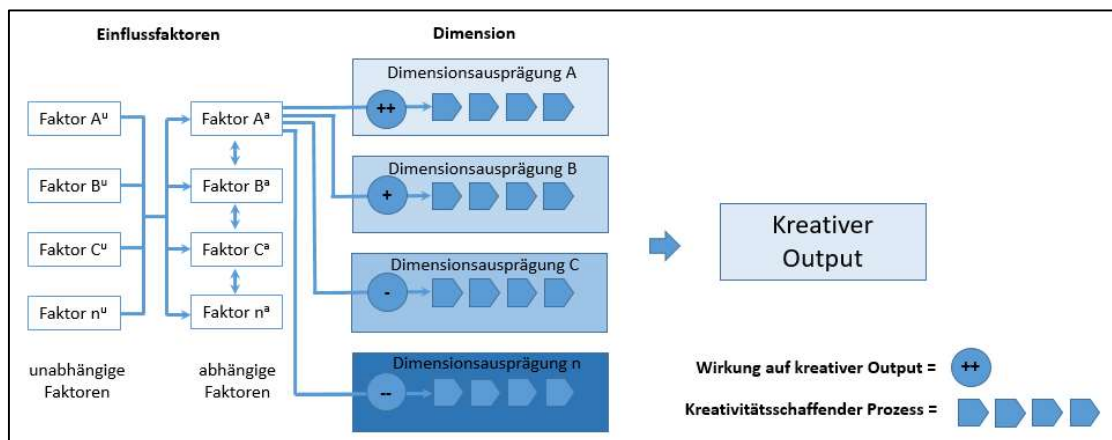 Einflussfaktoren
Dimension
Faktor Aᵘ
Faktor Bᵘ
Faktor Cᵘ
Faktor nᵘ
unabhängige
Faktoren
Faktor Aᵃ
Faktor Bᵃ
Faktor Cᵃ
Faktor nᵃ
abhängige
Faktoren
Dimensionsausprägung A
++
Dimensionsausprägung B
+
Dimensionsausprägung C
-
Dimensionsausprägung n
--
Kreativer
Output
Wirkung auf kreativer Output = ++
Kreativitätsschaffender Prozess =